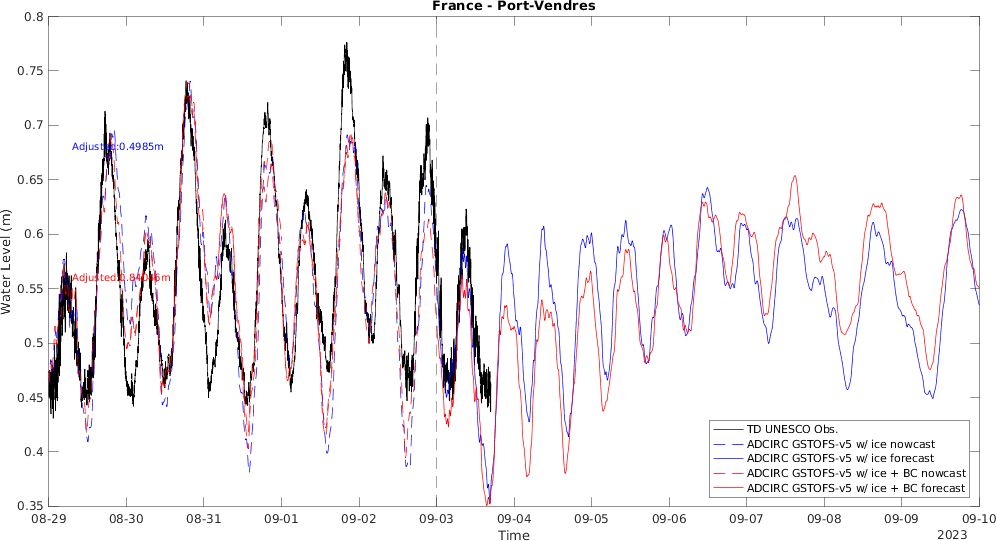 France - Port-Vendres
0.8
0.75
0.7
0.65
0.6
0.55
0.5
0.45
0.4
0.35
Water Level (m)
Adjusted:0.4985m
08-29
08-30
08-31
09-01
09-02
09-03
09-04
09-05
09-06
09-07
09-08
09-09
09-10
Time
2023
TD UNESCO Obs.
ADCIRC GSTOFS-v5 w/ ice nowcast
ADCIRC GSTOFS-v5 w/ ice forecast
ADCIRC GSTOFS-v5 w/ ice + BC nowcast
ADCIRC GSTOFS-v5 w/ ice + BC forecast